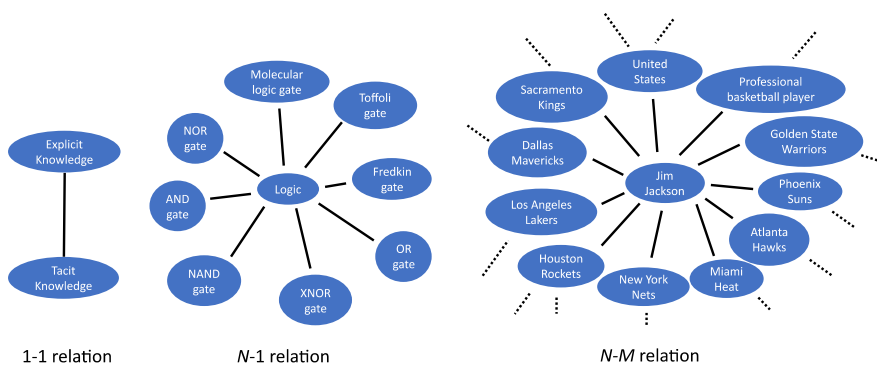 Explicit
Knowledge
Tacit
Knowledge
1-1 relation
Molecular
logic gate
Toffoli
gate
NOR
gate
Fredkin
gate
AND
gate
Logic
OR
gate
NAND
gate
XNOR
gate
N-1 relation
United
States
Professional
basketball player
Sacramento
Kings
Golden State
Warriors
Dallas
Mavericks
Jim
Jackson
Phoenix
Suns
Los Angeles
Lakers
Atlanta
Hawks
Houston
Rockets
Miami
Heat
New York
Nets
N-M relation